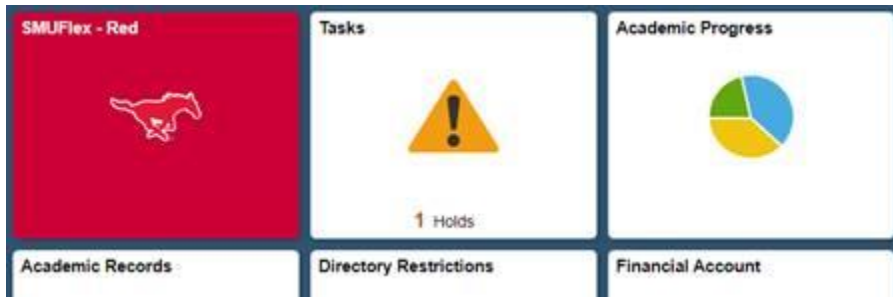 SMUFlex - Red
Tasks
Academic Progress
1 Holds
Academic Records
Directory Restrictions
Financial Account